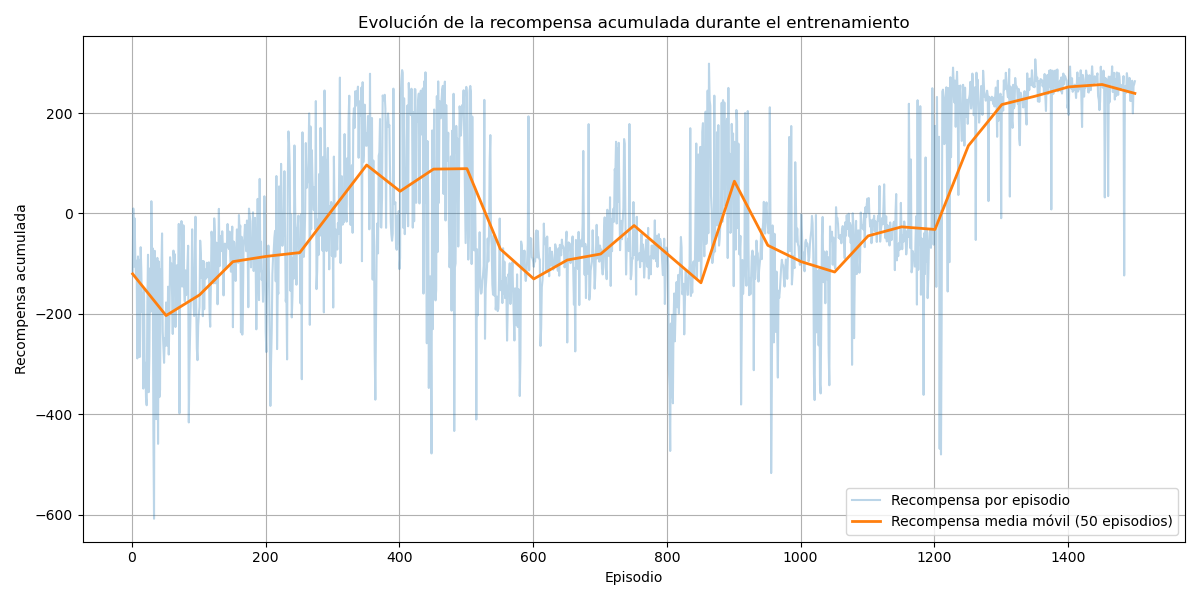 Evolución de la recompensa acumulada durante el entrenamiento
Recompensa acumulada
200
0
−200
−400
−600
0 200 400 600 800 1000 1200 1400
Episodio
Recompensa por episodio
Recompensa media móvil (50 episodios)